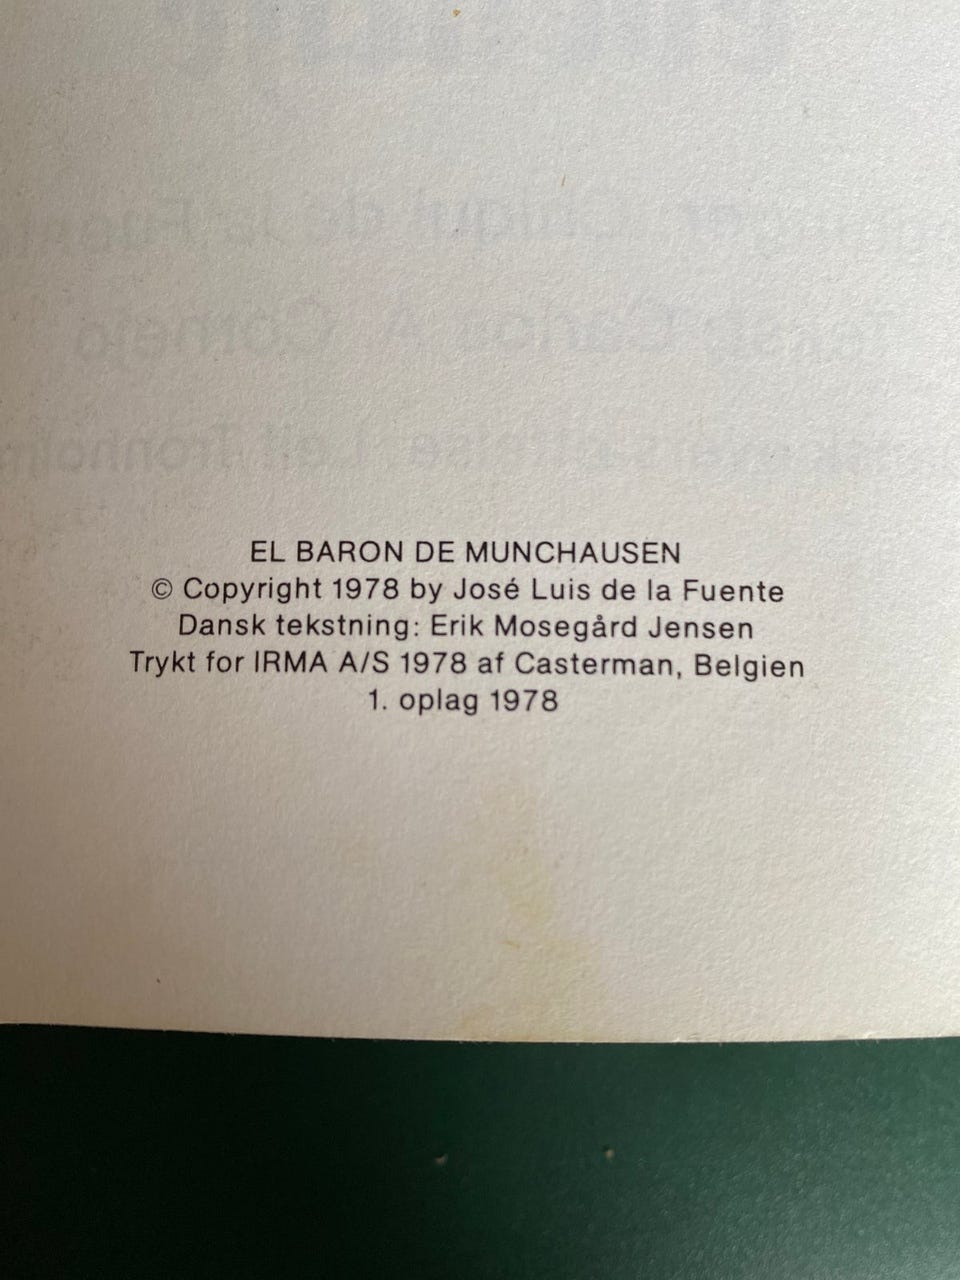 EL BARON DE MUNCHAUSEN
© Copyright 1978 by José Luis de la Fuente
Dansk tekstning: Erik Mosegård Jensen
Trykt for IRMA A/S 1978 af Casterman, Belgien
1. oplag 1978